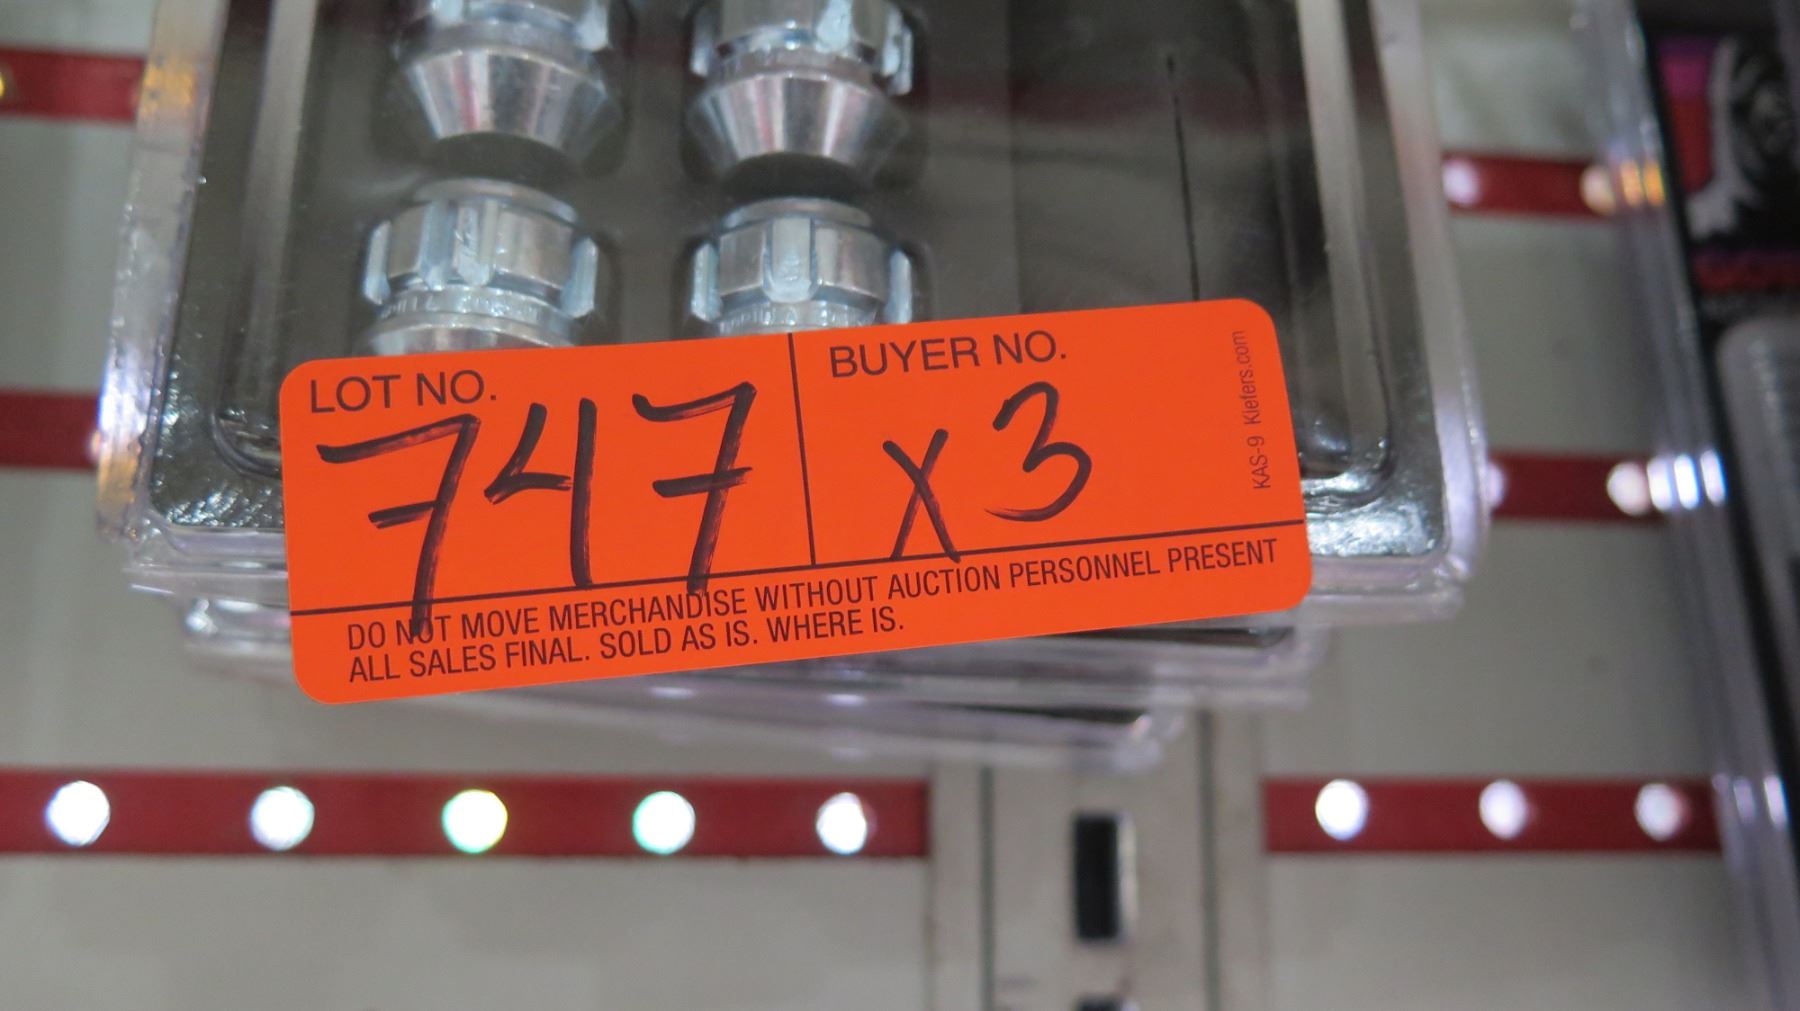 LOT NO.
747
BUYER NO.
x3
KAS-9 Kiefers.com
DO NOT MOVE MERCHANDISE WITHOUT AUCTION PERSONNEL PRESENT
ALL SALES FINAL. SOLD AS IS. WHERE IS.